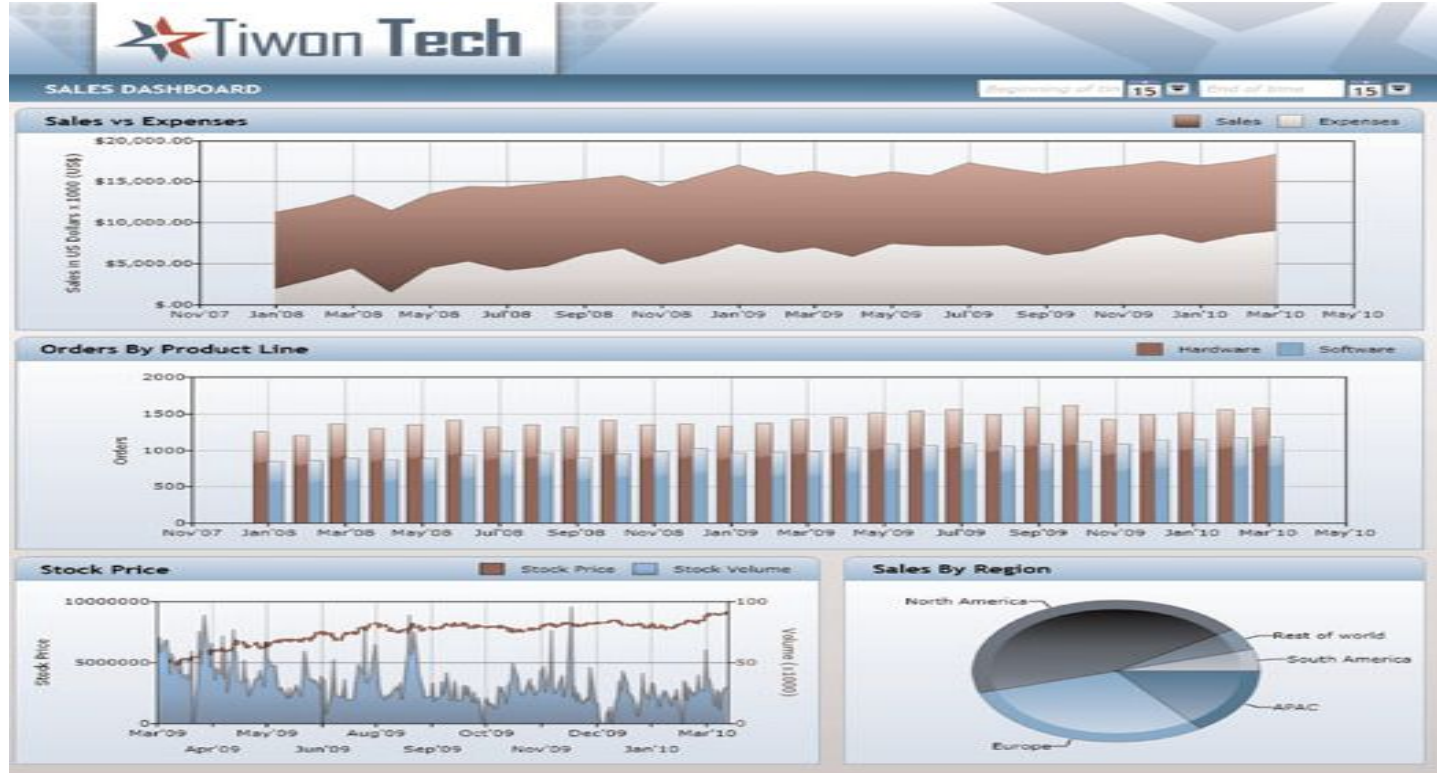 Tiwon Tech
SALES DASHBOARD
Beginning of tim 15 End of time 15
Sales vs Expenses
Sales Expenses
Sales in US Dollars x 1000 (US$)
$20,000.00
$15,000.00
$10,000.00
$5,000.00
$.00
Nov'07 Jan'08 Mar'08 May'08 Jul'08 Sep'08 Nov'08 Jan'09 Mar'09 May'09 Jul'09 Sep'09 Nov'09 Jan'10 Mar'10 May'10
Orders By Product Line
Hardware Software
Orders
2000
1500
1000
500
0
Nov'07 Jan'08 Mar'08 May'08 Jul'08 Sep'08 Nov'08 Jan'09 Mar'09 May'09 Jul'09 Sep'09 Nov'09 Jan'10 Mar'10 May'10
Stock Price
Stock Price Stock Volume
Stock Price
10000000
5000000
0
100
50
0
Volume (x1000)
Mar'09 May'09 Aug'09 Oct'09 Dec'09 Mar'10
Apr'09 Jun'09 Sep'09 Nov'09 Jan'10
Sales By Region
North America
Rest of world
South America
APAC
Europe